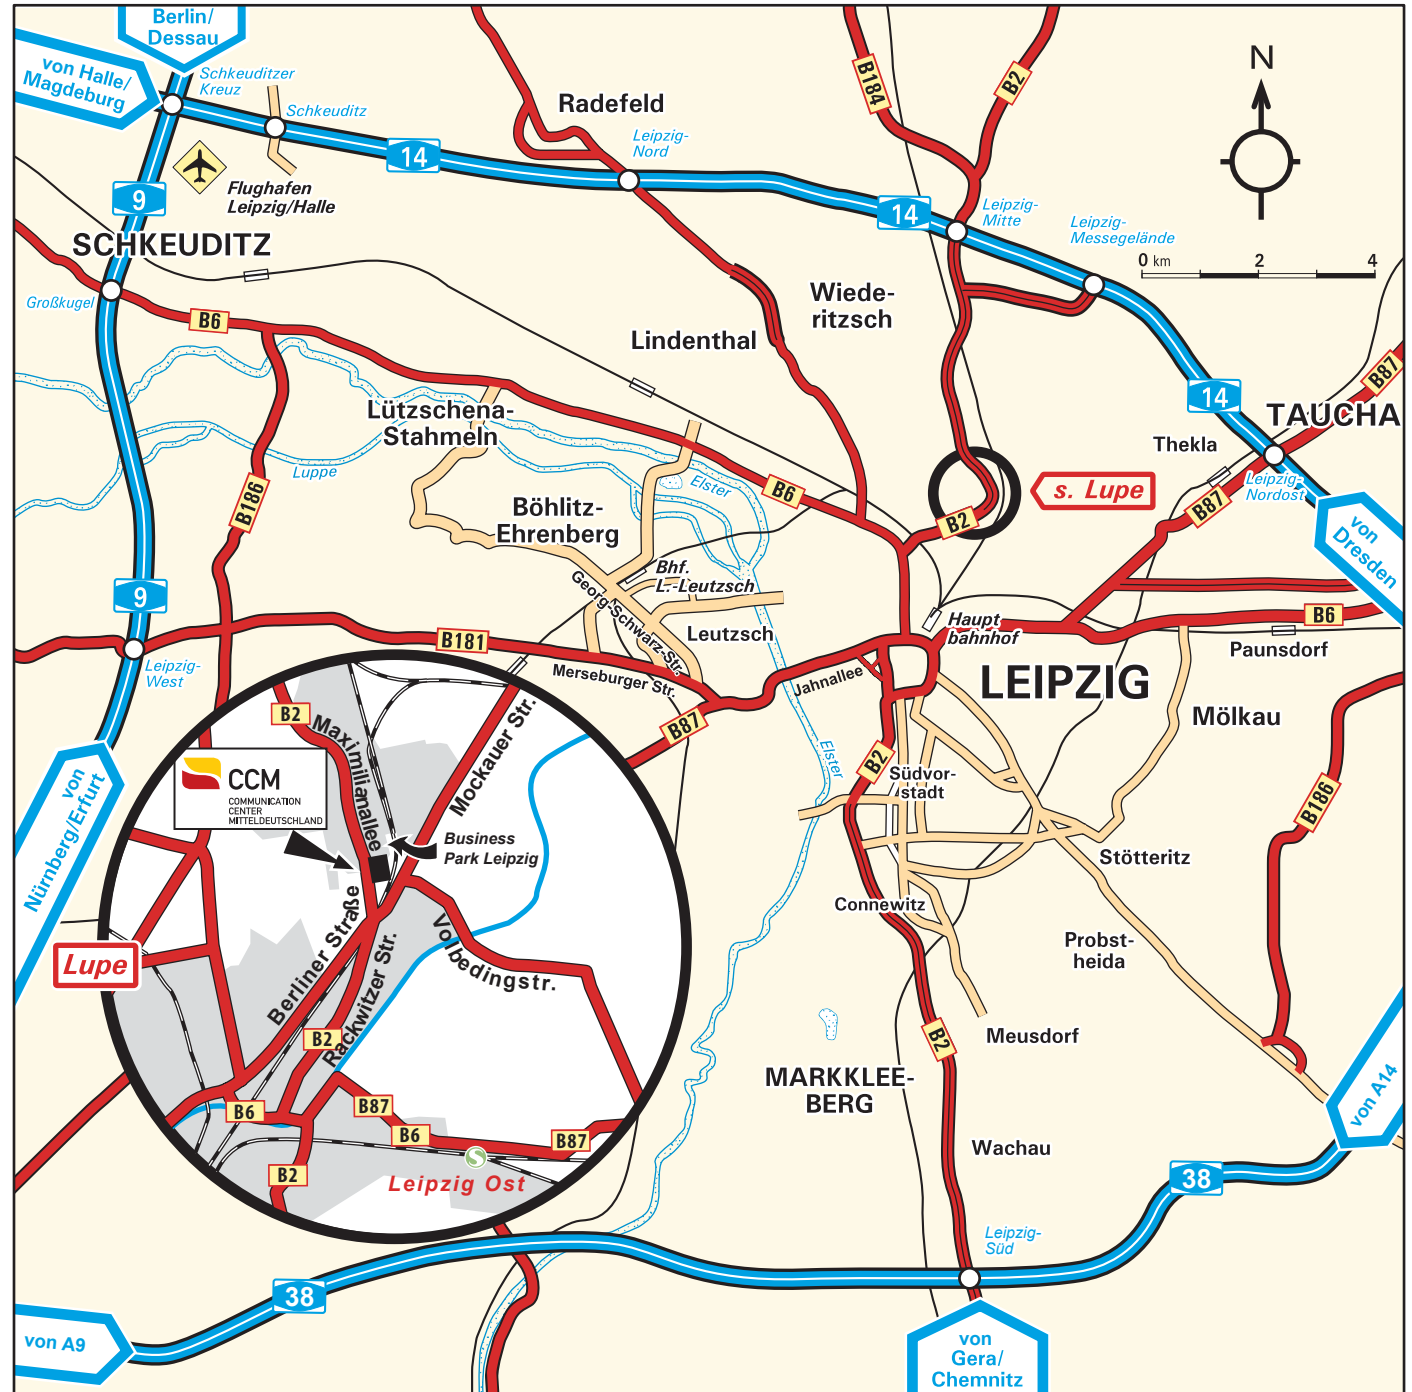 Berlin/
Dessau
von Halle/
Magdeburg
Schkeuditzer
Kreuz
Schkeuditz
Radefeld
Leipzig-
Nord
B184
B2
N
14
9
Flughafen
Leipzig/Halle
14
Leipzig-
Mitte
Leipzig-
Messegelände
SCHKEUDITZ
0 km
2
4
Großkugel
B6
Wiede-
ritzsch
Lindenthal
B87
14
TAUCHA
Lützschena-
Stahmeln
Thekla
Luppe
Elster
B6
s. Lupe
Leipzig-
Nordost
B186
Böhlitz-
Ehrenberg
B2
B87
von
Dresden
Bhf.
L.-Leutzsch
Georg-Schwarz-Str.
9
B181
Leutzsch
Haupt
bahnhof
B6
Paunsdorf
Leipzig-
West
Merseburger Str.
Jahnallee
LEIPZIG
B87
Mölkau
B2
Maximilianallee
Mockauer Str.
Elster
B2
Südvor-
stadt
CCM
COMMUNICATION
CENTER
MITTELDEUTSCHLAND
von
Nürnberg/Erfurt
B186
Business
Park Leipzig
Stötteritz
Connewitz
Berliner Straße
Volbedingstr.
Probst-
heida
Lupe
Rackwitzer Str.
B2
B2
Meusdorf
MARKKLEE-
BERG
von A14
B6
B87
B6
B87
Wachau
B2
Leipzig Ost
38
Leipzig-
Süd
38
von A9
von
Gera/
Chemnitz